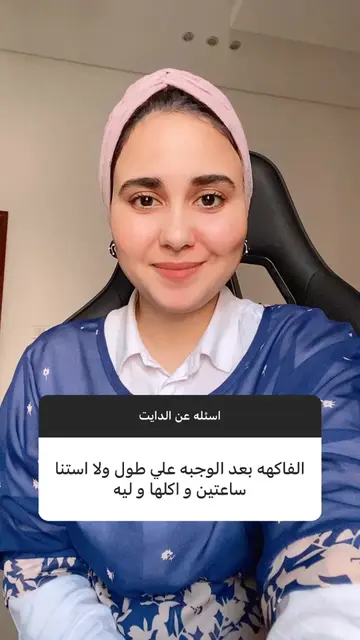 اسئله عن الدايت
الفاكهه بعد الوجبه علي طول ولا استنا
ساعتين و اكلها و ليه